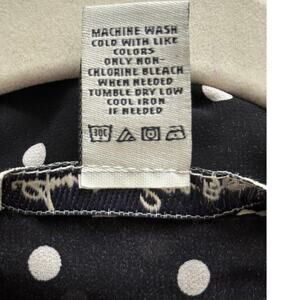 MACHINE WASH
COLD WITH LIKE
COLORS
ONLY NON-
CHLORINE BLEACH
WHEN NEEDED
TUMBLE DRY LOW
COOL IRON
IF NEEDED